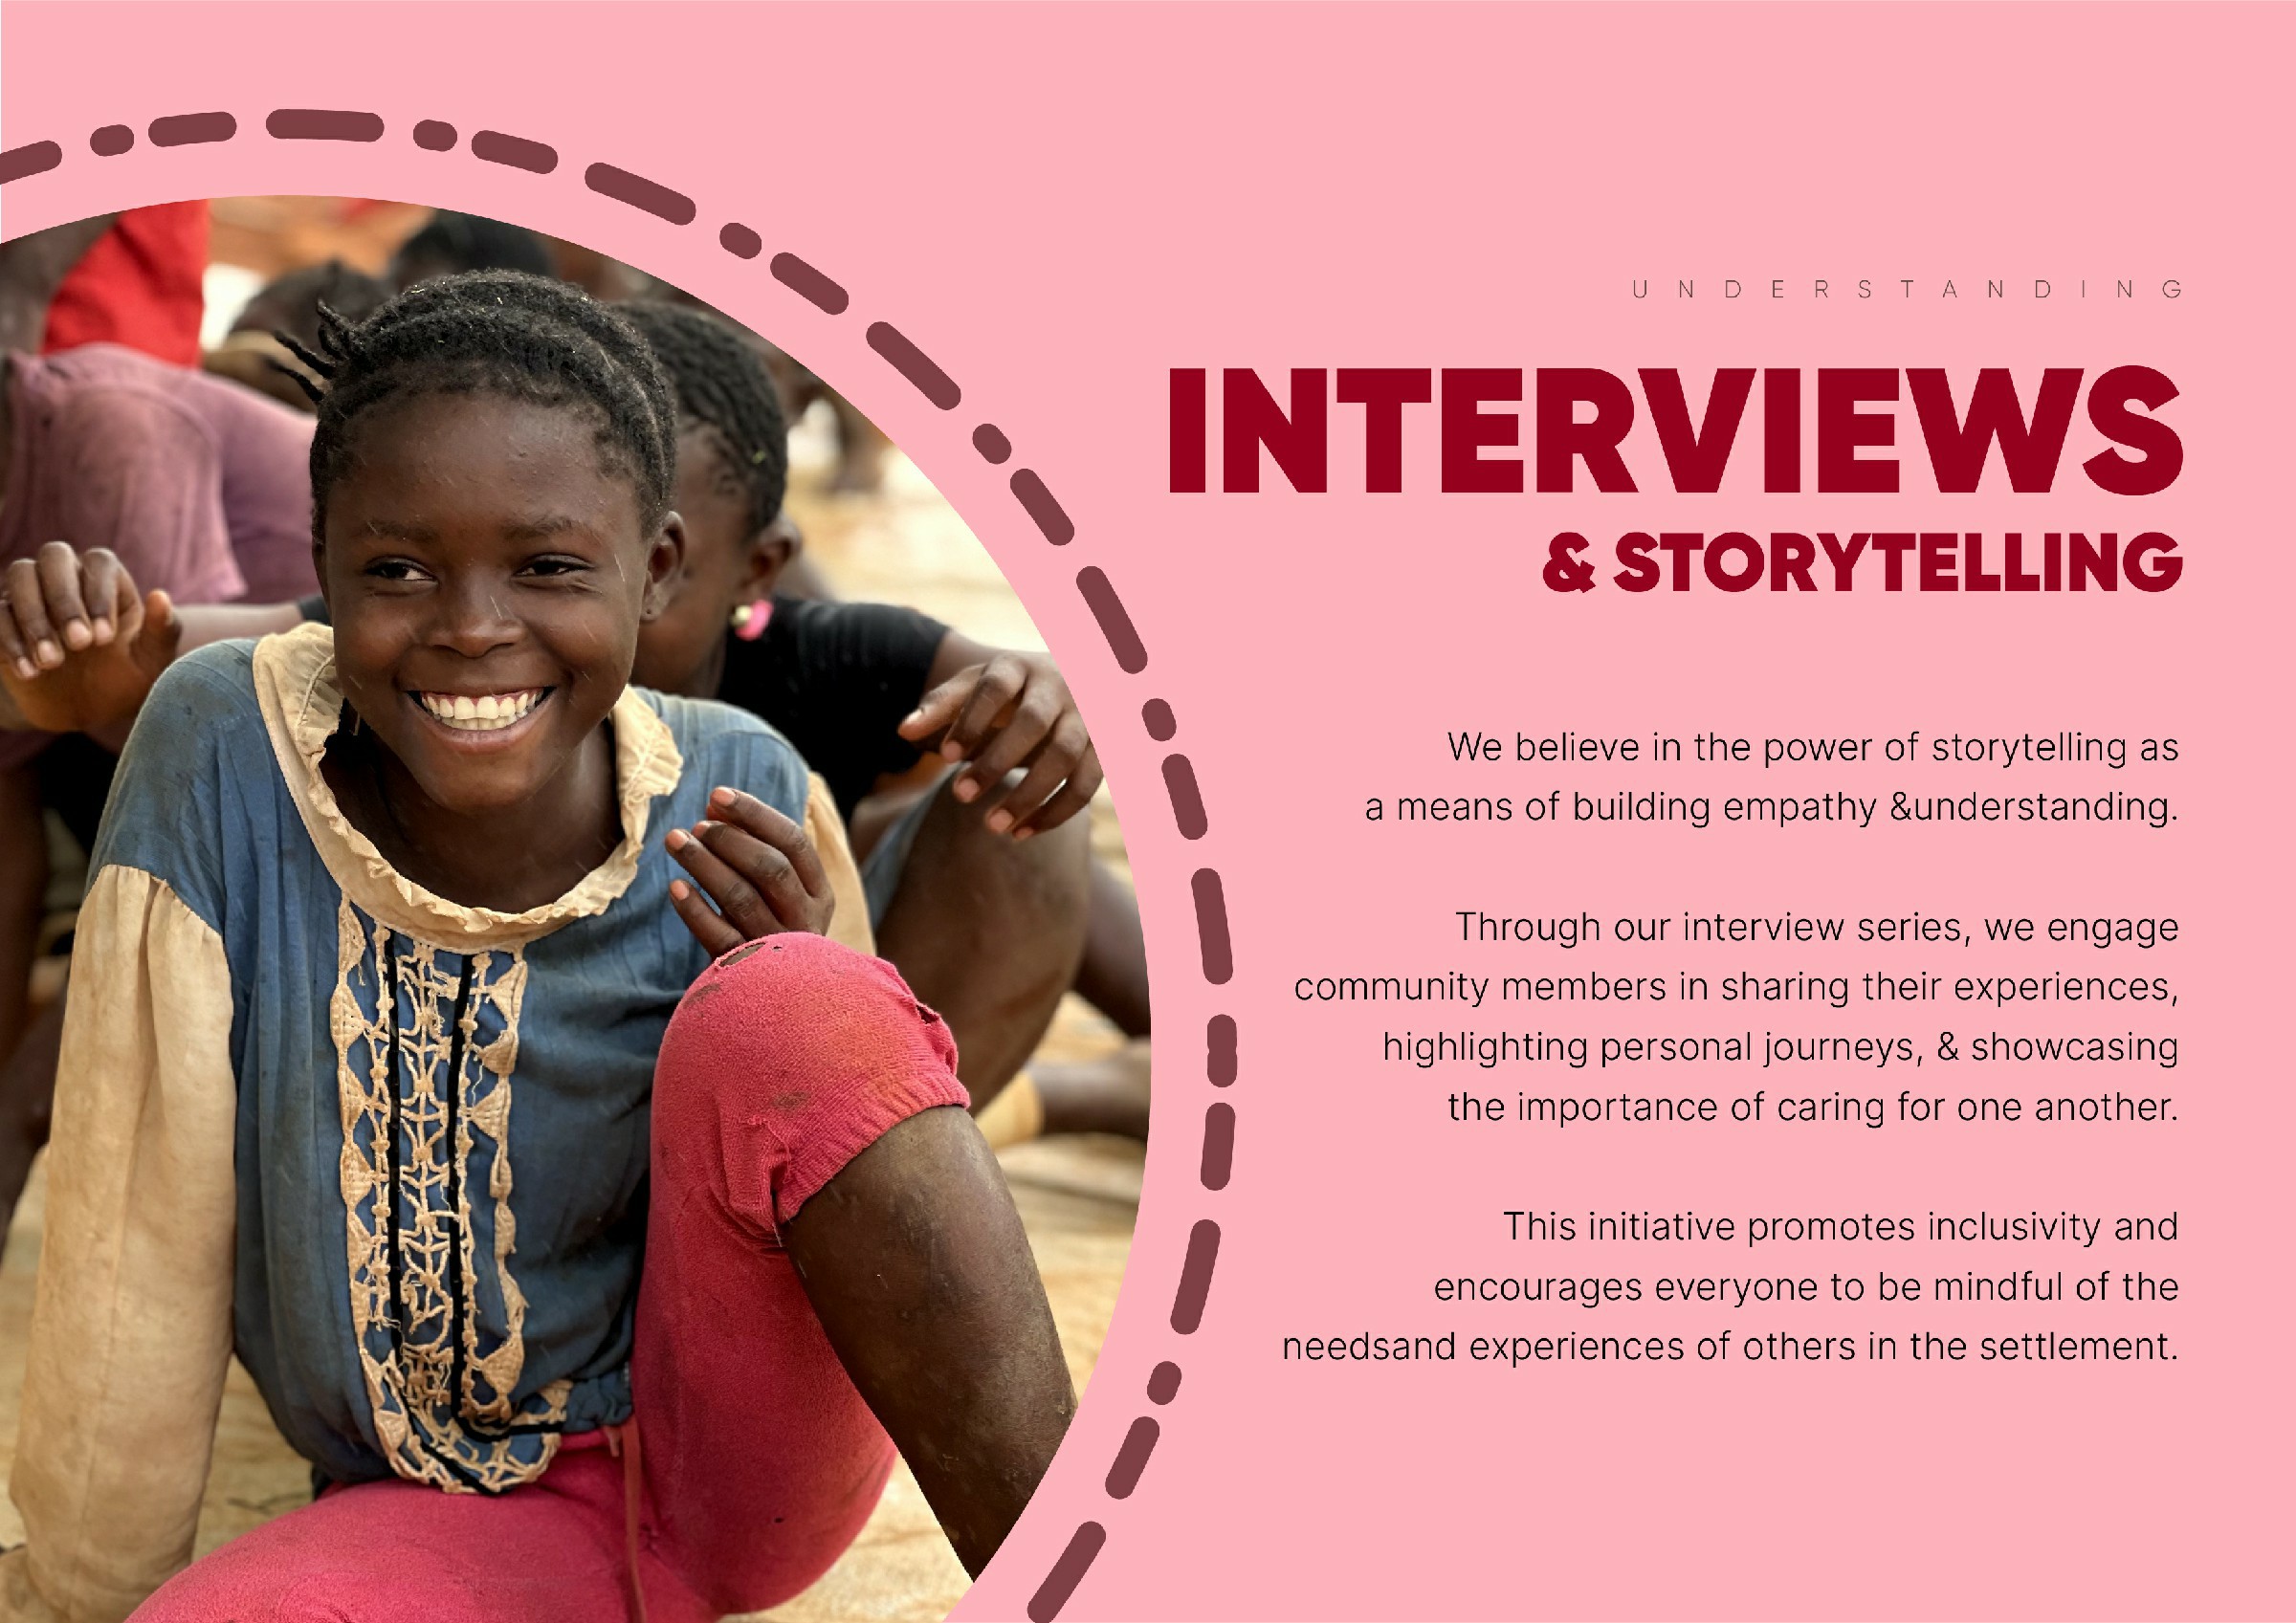 UNDERSTANDING
INTERVIEWS
& STORYTELLING
We believe in the power of storytelling as
a means of building empathy &understanding.
Through our interview series, we engage
community members in sharing their experiences,
highlighting personal journeys, & showcasing
the importance of caring for one another.
This initiative promotes inclusivity and
encourages everyone to be mindful of the
needsand experiences of others in the settlement.